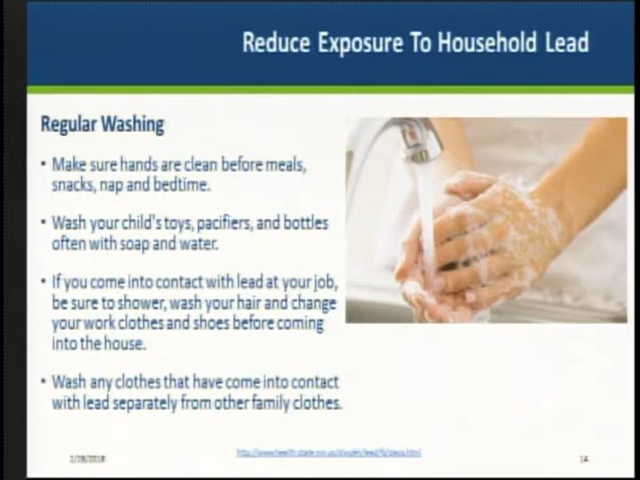 Reduce Exposure To Household Lead
Regular Washing
• Make sure hands are clean before meals,
snacks, nap and bedtime.
• Wash your child's toys, pacifiers, and bottles
often with soap and water.
• If you come into contact with lead at your job,
be sure to shower, wash your hair and change
your work clothes and shoes before coming
into the house.
• Wash any clothes that have come into contact
with lead separately from other family clothes.
14